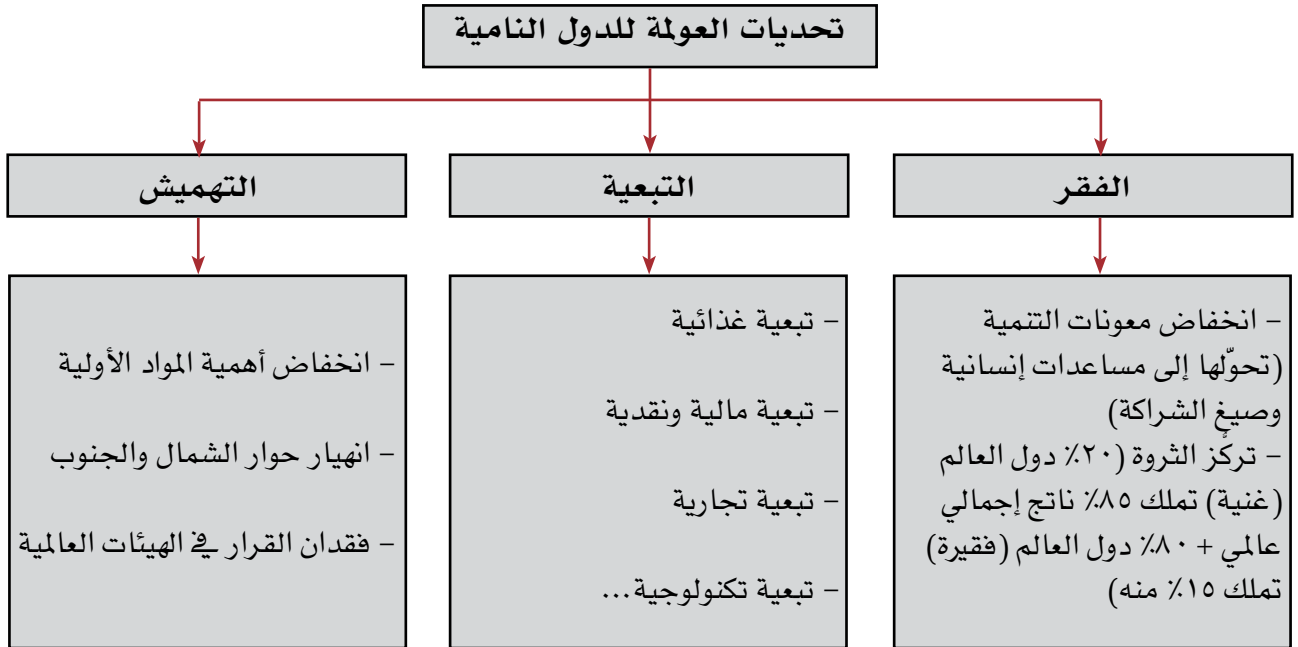 تحديات العولمة للدول النامية
الفقر
التبعية
التهميش
– انخفاض معونات التنمية
(تحوّلها إلى مساعدات إنسانية
وصيغ الشراكة)
– تركُّز الثروة (٢٠٪ دول العالم
(غنية) تملك ٨٥٪ ناتج إجمالي
عالمي + ٨٠٪ دول العالم (فقيرة)
تملك ١٥٪ منه)
– تبعية غذائية
– تبعية مالية ونقدية
– تبعية تجارية
– تبعية تكنولوجية...
– انخفاض أهمية المواد الأولية
– انهيار حوار الشمال والجنوب
– فقدان القرار في الهيئات العالمية